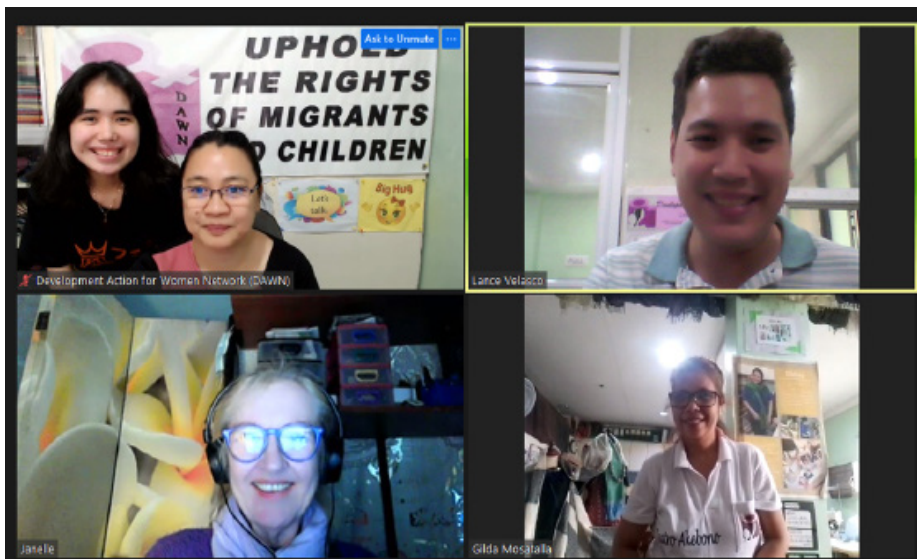 Ask to Unmute
UPHOLD
THE RIGHTS
OF MIGRANTS
CHILDREN
DAWN
Let's
talk
Big Hug
Development Action for Women Network (DAWN)
Lance Velasco
Janelle
Gilda Mosatalla